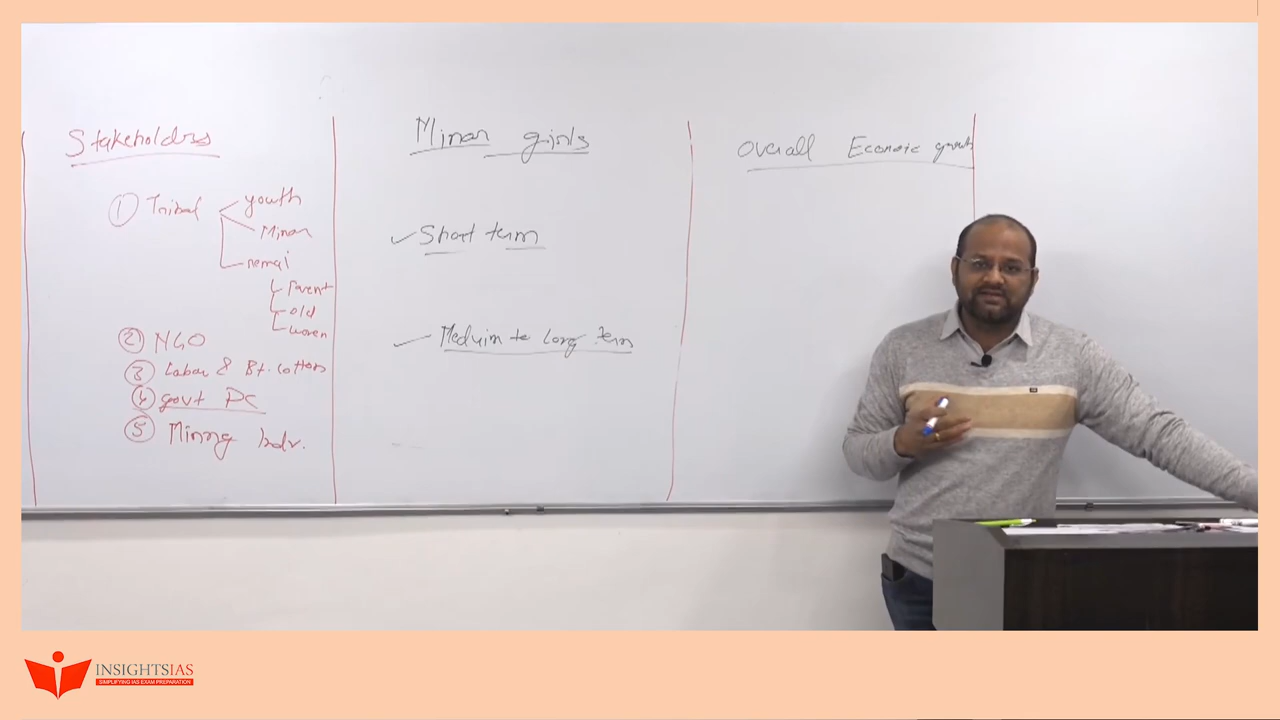 Stakeholders
① Tribal youth
Minor
remai
Parent
old
women
② NGO
③ Labor & Bt. cotton
④ govt PC
⑤ Mining Indr.
Minor girls
Short term
Medium to long term
Overall Economic growth
INSIGHTSIAS
SIMPLIFYING IAS EXAM PREPARATION